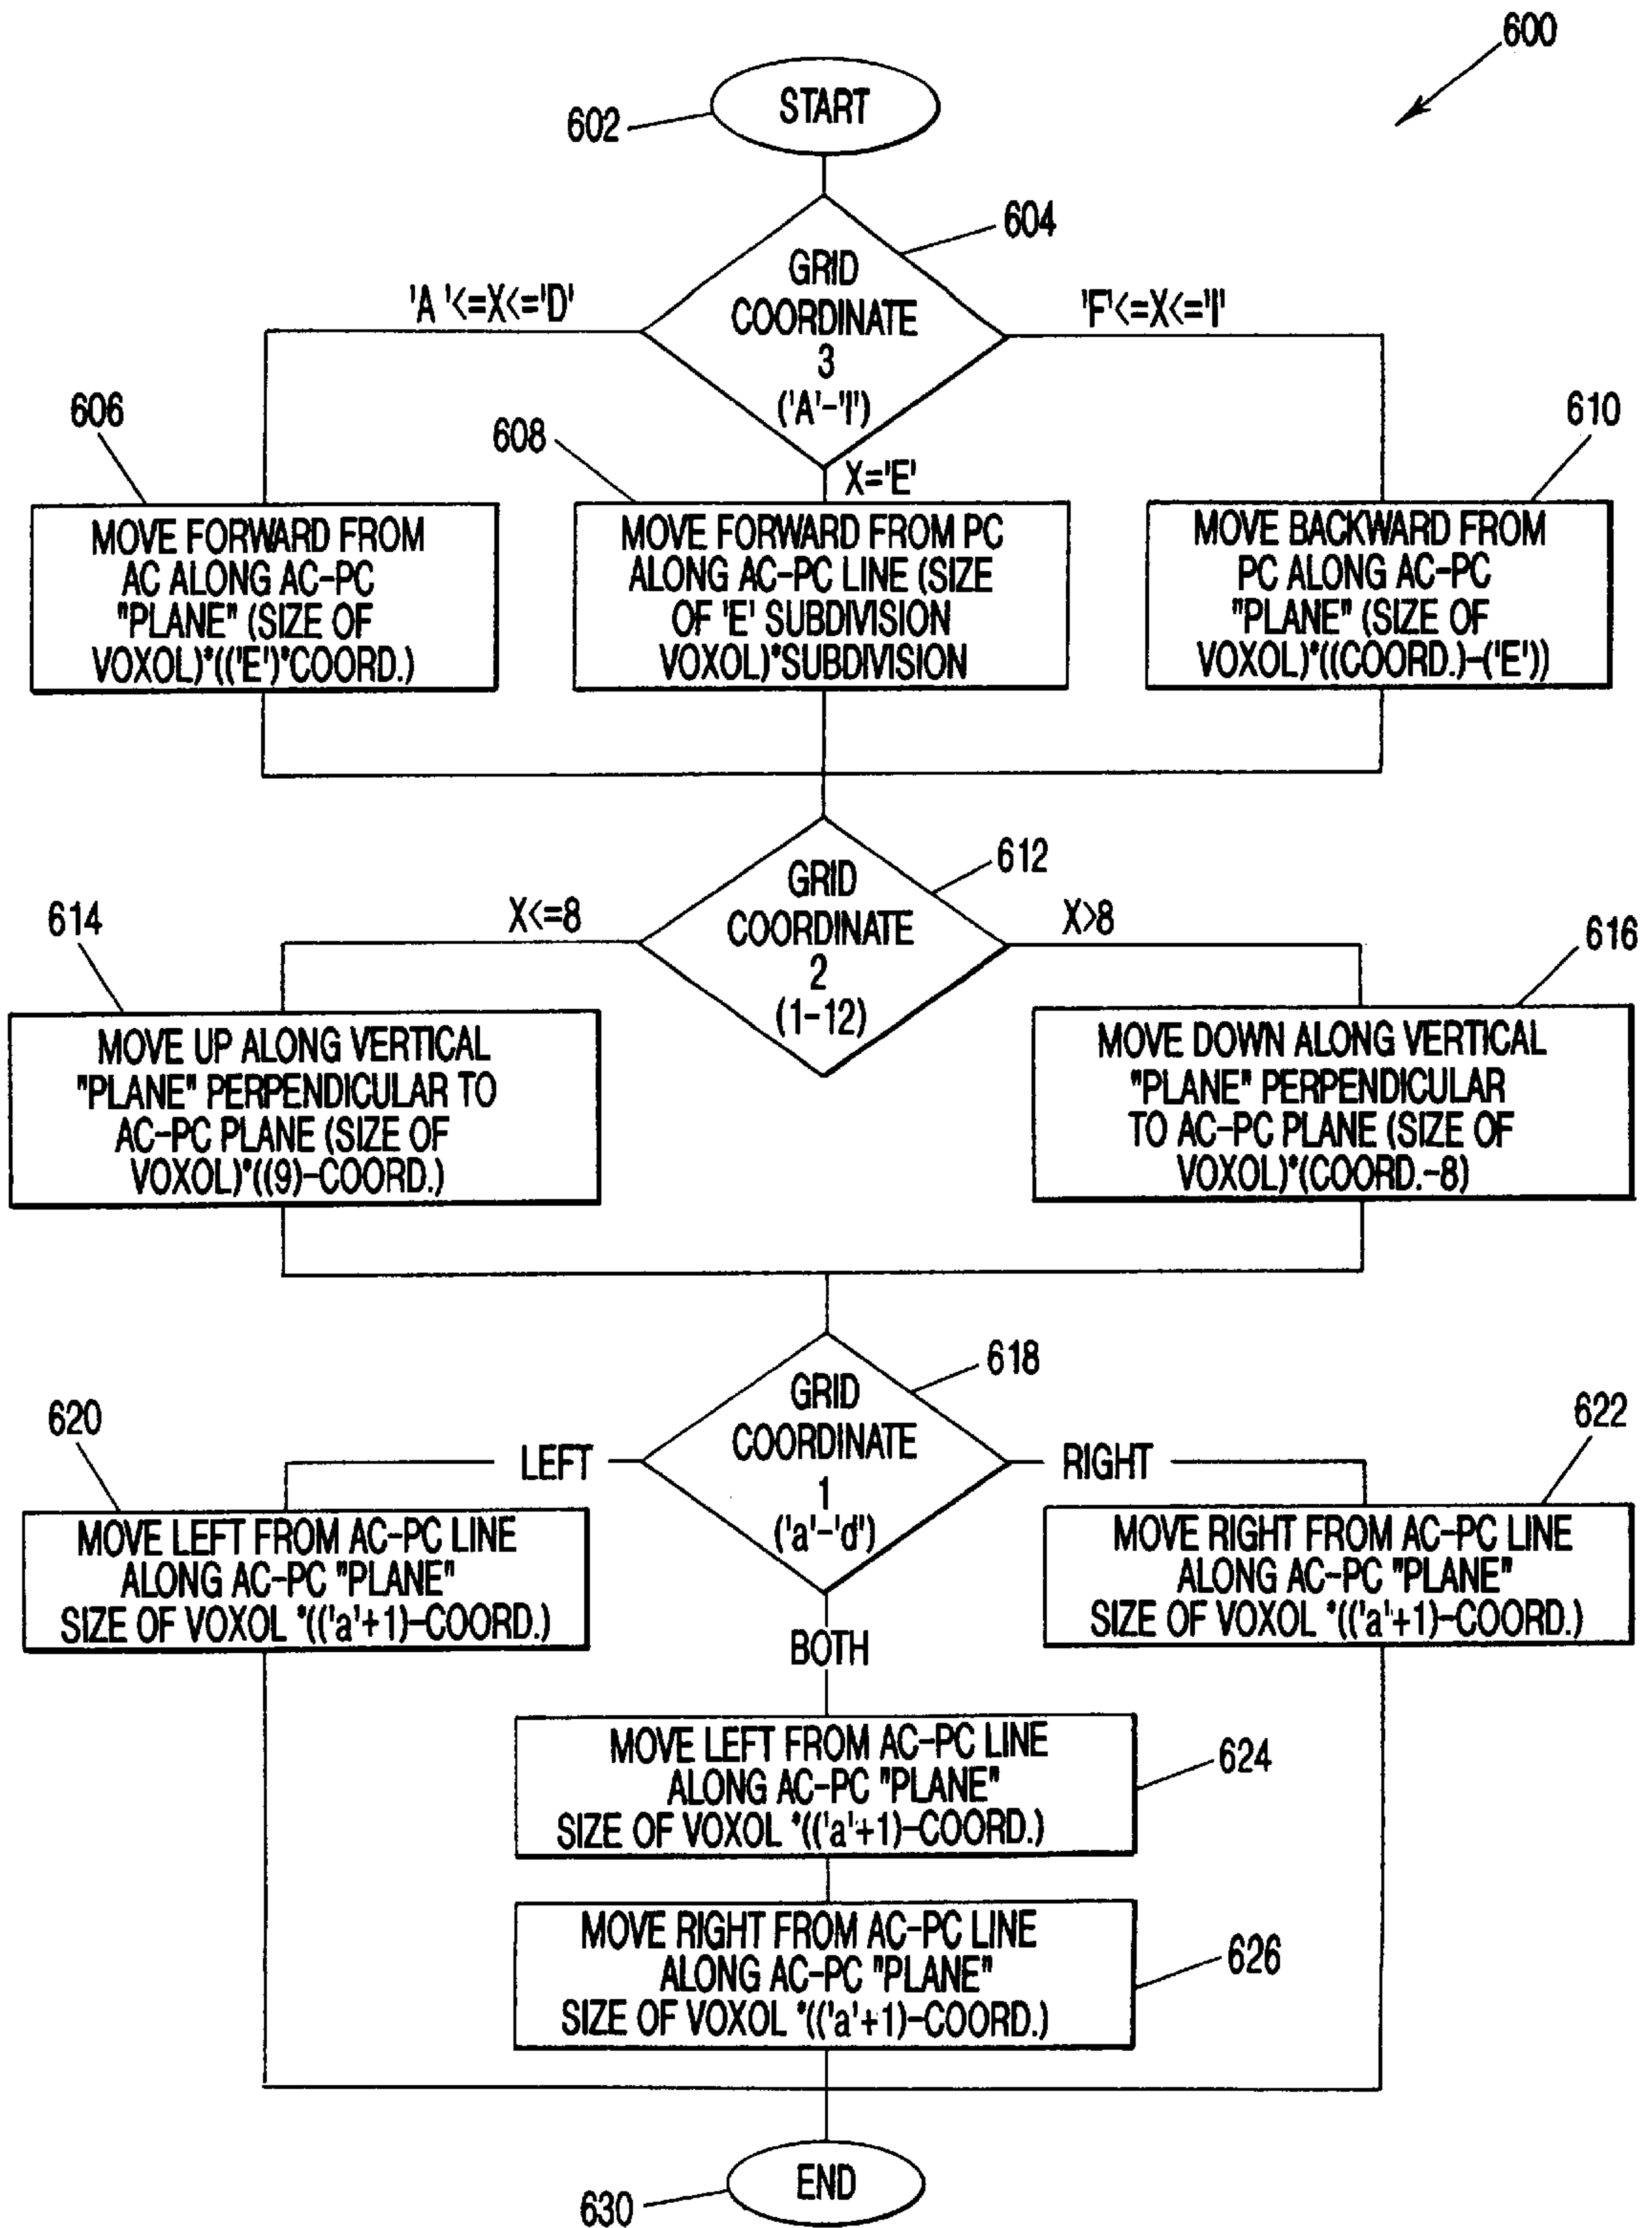 600
START
602
604
GRID
COORDINATE
3
('A'-'I')
'A '<=X<='D'
'F'<=X<='I'
606
608
610
X='E'
MOVE FORWARD FROM
AC ALONG AC-PC
"PLANE" (SIZE OF
VOXOL)*(('E')*COORD.)
MOVE FORWARD FROM PC
ALONG AC-PC LINE (SIZE
OF 'E' SUBDIVISION
VOXOL)*SUBDIVISION
MOVE BACKWARD FROM
PC ALONG AC-PC
"PLANE" (SIZE OF
VOXOL)*((COORD.)-('E'))
612
GRID
COORDINATE
2
(1-12)
X<=8
X>8
614
616
MOVE UP ALONG VERTICAL
"PLANE" PERPENDICULAR TO
AC-PC PLANE (SIZE OF
VOXOL)*((9)-COORD.)
MOVE DOWN ALONG VERTICAL
"PLANE" PERPENDICULAR
TO AC-PC PLANE (SIZE OF
VOXOL)*(COORD.-8)
618
GRID
COORDINATE
1
('a'-'d')
LEFT
RIGHT
620
622
MOVE LEFT FROM AC-PC LINE
ALONG AC-PC "PLANE"
SIZE OF VOXOL *(('a'+1)-COORD.)
MOVE RIGHT FROM AC-PC LINE
ALONG AC-PC "PLANE"
SIZE OF VOXOL *(('a'+1)-COORD.)
BOTH
MOVE LEFT FROM AC-PC LINE
ALONG AC-PC "PLANE"
SIZE OF VOXOL *(('a'+1)-COORD.)
624
MOVE RIGHT FROM AC-PC LINE
ALONG AC-PC "PLANE"
SIZE OF VOXOL *(('a'+1)-COORD.)
626
END
630